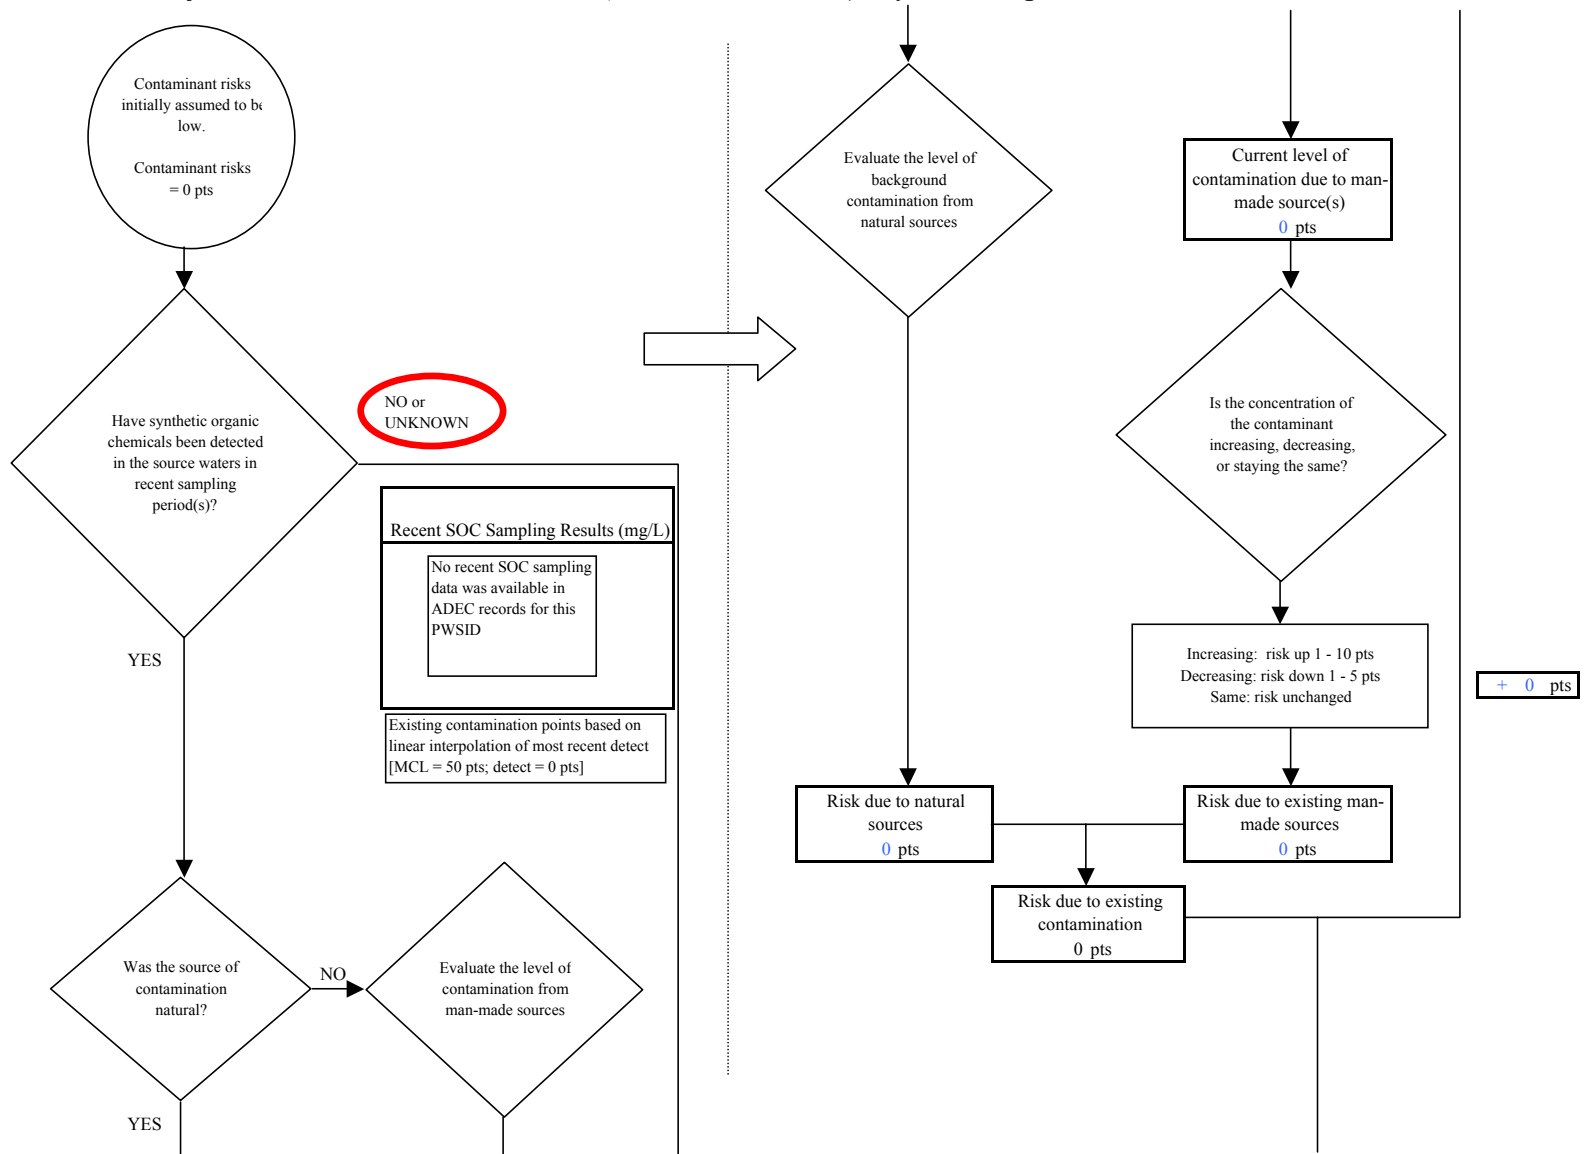 Contaminant risks
initially assumed to be
low.
Contaminant risks
= 0 pts
Have synthetic organic
chemicals been detected
in the source waters in
recent sampling
period(s)?
NO or
UNKNOWN
Recent SOC Sampling Results (mg/L)
No recent SOC sampling
data was available in
ADEC records for this
PWSID
Existing contamination points based on
linear interpolation of most recent detect
[MCL = 50 pts; detect = 0 pts]
YES
Was the source of
contamination
natural?
NO
Evaluate the level of
contamination from
man-made sources
YES
Evaluate the level of
background
contamination from
natural sources
Current level of
contamination due to man-
made source(s)
0 pts
Is the concentration of
the contaminant
increasing, decreasing,
or staying the same?
Increasing: risk up 1 - 10 pts
Decreasing: risk down 1 - 5 pts
Same: risk unchanged
+ 0 pts
Risk due to natural
sources
0 pts
Risk due to existing man-
made sources
0 pts
Risk due to existing
contamination
0 pts